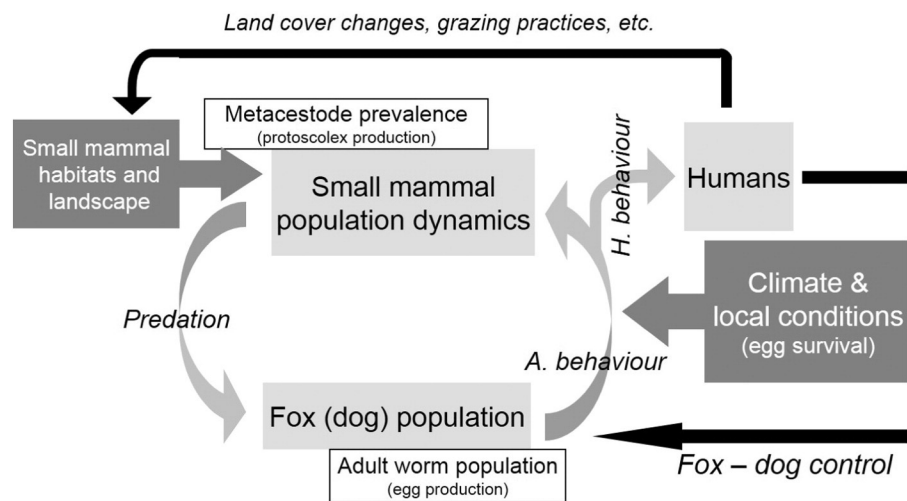 Land cover changes, grazing practices, etc.
Metacestode prevalence
(protoscolex production)
Small mammal
habitats and
landscape
Small mammal
population dynamics
H. behaviour
Humans
Climate &
local conditions
(egg survival)
Predation
A. behaviour
Fox (dog) population
Adult worm population
(egg production)
Fox – dog control